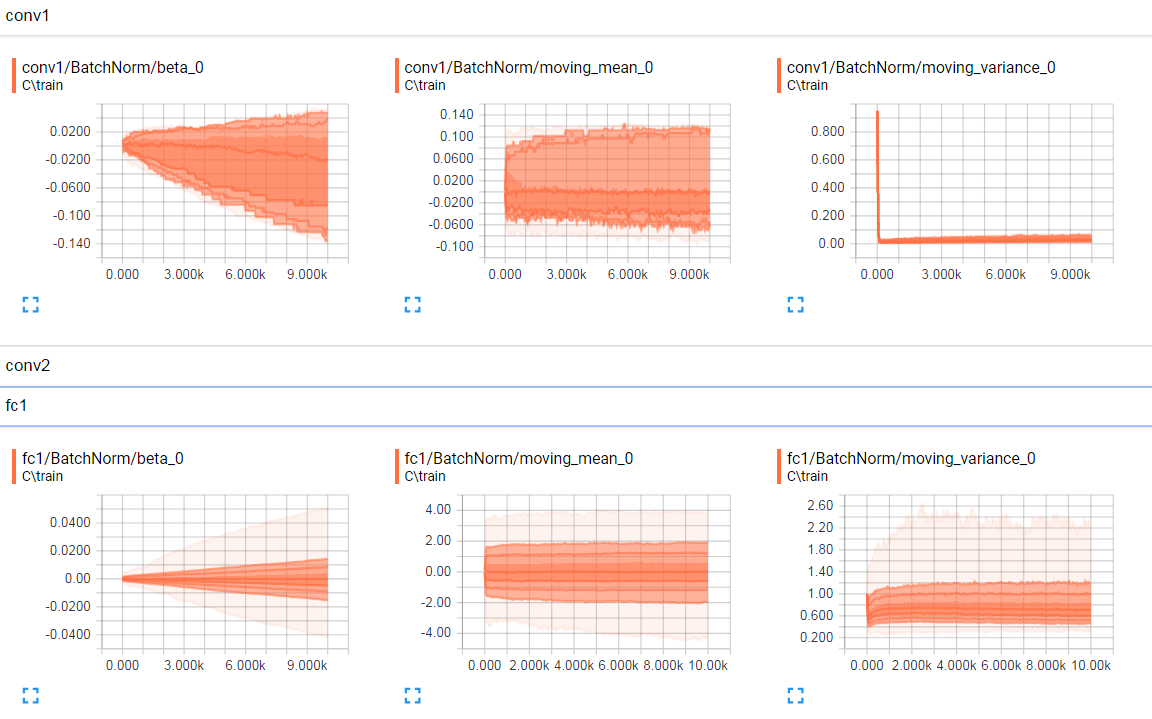 conv1
conv1/BatchNorm/beta_0
C\train
0.0200
-0.0200
-0.0600
-0.100
-0.140
0.000 3.000k 6.000k 9.000k
conv1/BatchNorm/moving_mean_0
C\train
0.140
0.100
0.0600
0.0200
-0.0200
-0.0600
-0.100
0.000 3.000k 6.000k 9.000k
conv1/BatchNorm/moving_variance_0
C\train
0.800
0.600
0.400
0.200
0.00
0.000 3.000k 6.000k 9.000k
conv2
fc1
fc1/BatchNorm/beta_0
C\train
0.0400
0.0200
0.00
-0.0200
-0.0400
0.000 3.000k 6.000k 9.000k
fc1/BatchNorm/moving_mean_0
C\train
4.00
2.00
0.00
-2.00
-4.00
0.000 2.000k 4.000k 6.000k 8.000k 10.00k
fc1/BatchNorm/moving_variance_0
C\train
2.60
2.20
1.80
1.40
1.00
0.600
0.200
0.000 2.000k 4.000k 6.000k 8.000k 10.00k